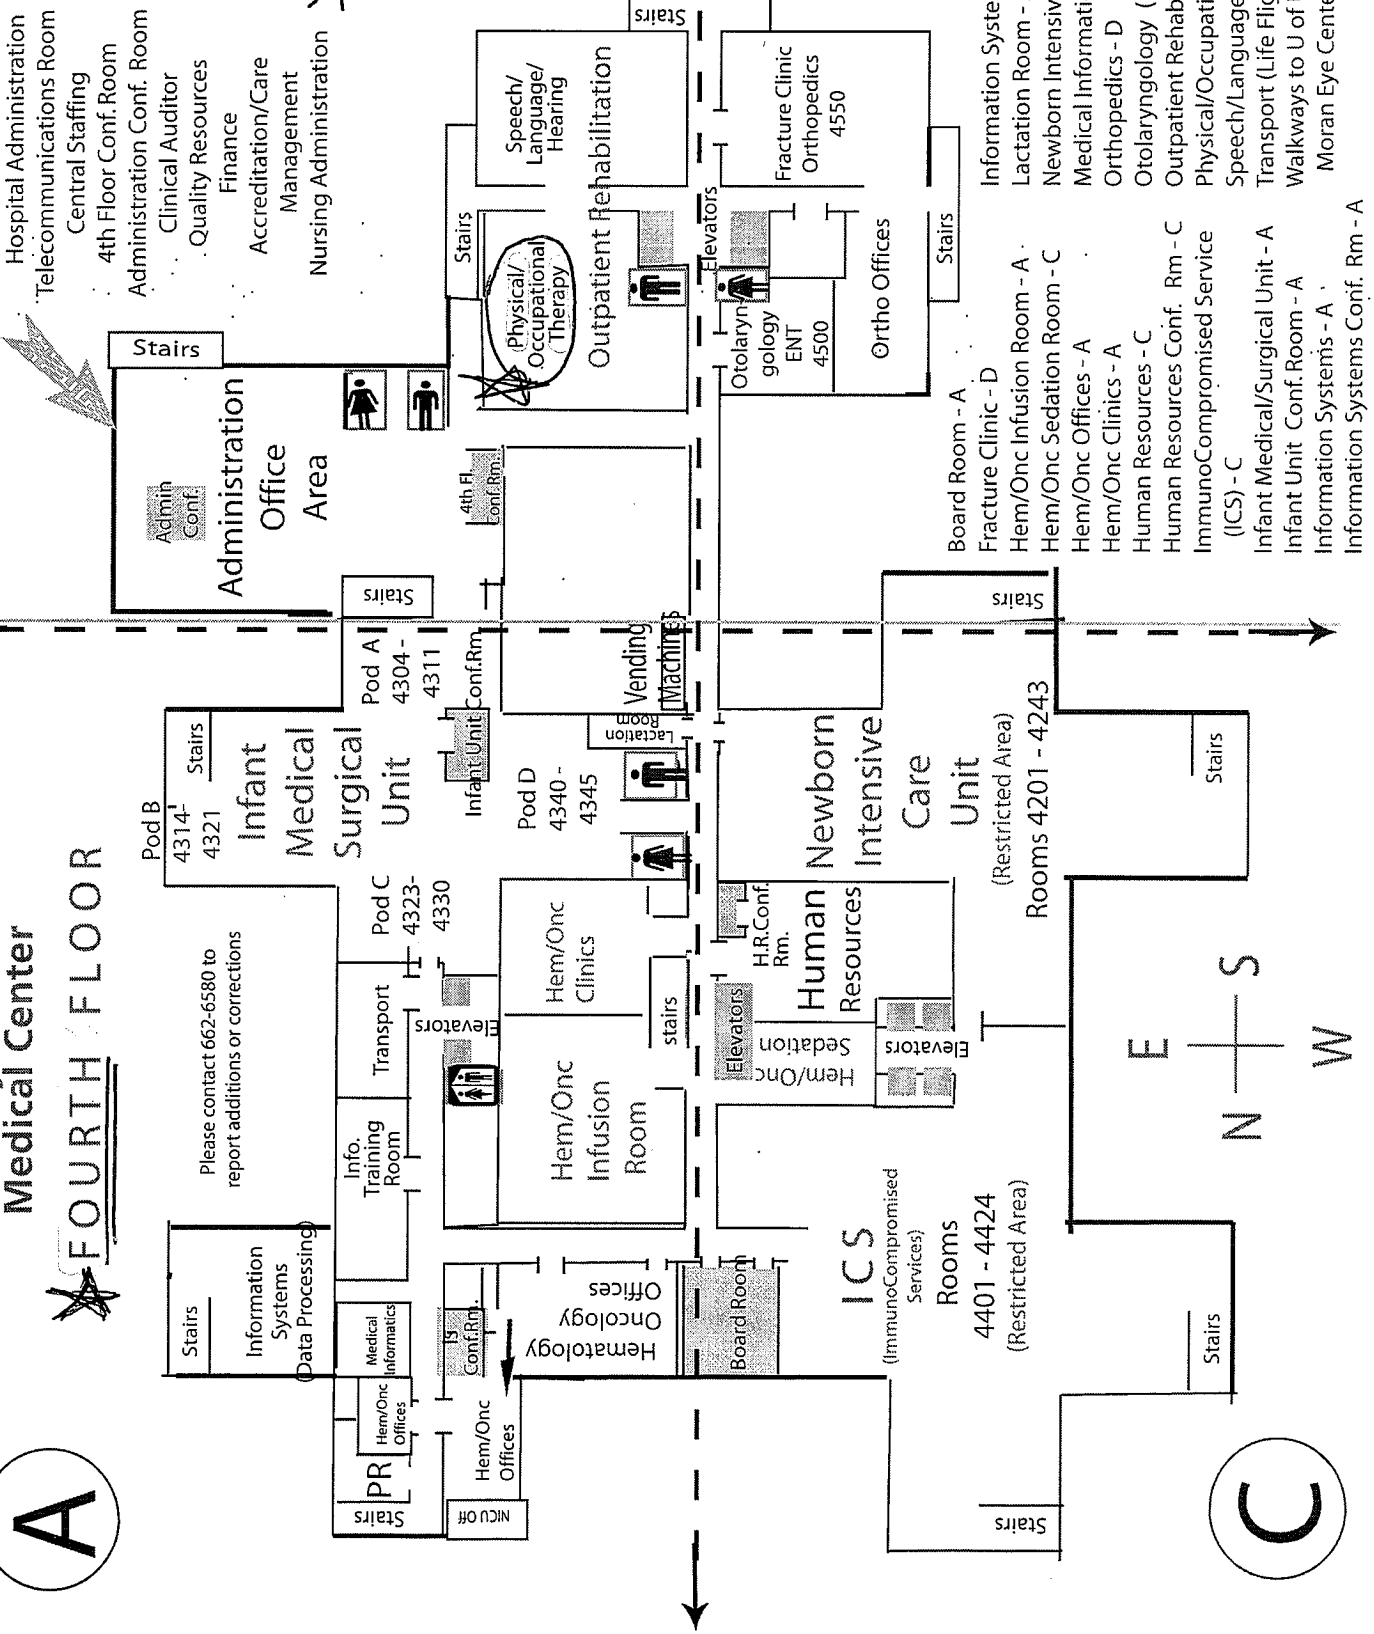 Medical Center
FOURTH FLOOR
A
Please contact 662-6580 to
report additions or corrections
Hospital Administration
Telecommunications Room
Central Staffing
4th Floor Conf. Room
Administration Conf. Room
Clinical Auditor
Quality Resources
Finance
Accreditation/Care
Management
Nursing Administration
Stairs
Information
Systems
(Data Processing)
Medical
Informatics
Hem/Onc
Offices
PR
Stairs
NICU Off
Hem/Onc
Offices
IS
Conf.Rm.
Info.
Training
Room
Transport
Elevators
Pod B
4314-
4321
Stairs
Infant
Medical
Surgical
Unit
Pod C
4323-
4330
Pod A
4304-
4311
Infant Unit Conf.Rm
Pod D
4340-
4345
Lactation
Room
Vending
Machines
Stairs
Admin
Conf.
Administration
Office
Area
Stairs
4th Fl.
Conf.Rm.
Stairs
Physical/
Occupational
Therapy
Outpatient Rehabilitation
Speech/
Language/
Hearing
Stairs
Hematology
Oncology
Offices
Hem/Onc
Infusion
Room
Hem/Onc
Clinics
stairs
Board Room
ICS
(ImmunoCompromised
Services)
Rooms
4401 - 4424
(Restricted Area)
Stairs
Stairs
Elevators
Hem/Onc
Sedation
Elevators
H.R.Conf.
Rm.
Human
Resources
Newborn
Intensive
Care
Unit
(Restricted Area)
Rooms 4201 - 4243
Stairs
Stairs
Elevators
Otolaryn-
gology
ENT
4500
Ortho Offices
Fracture Clinic
Orthopedics
4550
Stairs
Board Room - A
Fracture Clinic - D
Hem/Onc Infusion Room - A
Hem/Onc Sedation Room - C
Hem/Onc Offices - A
Hem/Onc Clinics - A
Human Resources - C
Human Resources Conf. Rm - C
ImmunoCompromised Service
(ICS) - C
Infant Medical/Surgical Unit - A
Infant Unit Conf. Room - A
Information Systems - A
Information Systems Conf. Rm - A
Information Syste
Lactation Room -
Newborn Intensiv
Medical Informati
Orthopedics - D
Otolaryngology (
Outpatient Rehab
Physical/Occupati
Speech/Language
Transport (Life Flig
Walkways to U of
Moran Eye Cente
C
N
E
S
W